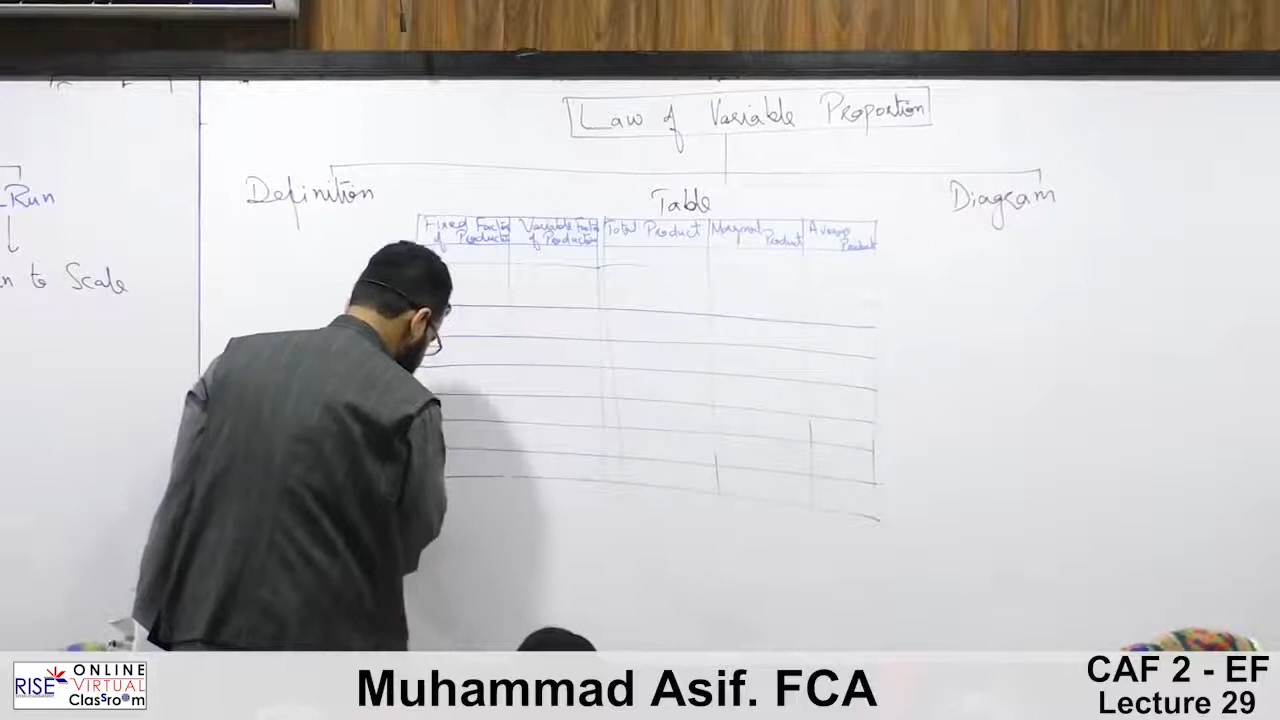 Law of Variable Proportion
Definition
Table
Diagram
Fixed Factor
of Production
Variable Factor
of Production
Total Product
Marginal
Product
Average
Product
Run
to Scale
RISE
ONLINE
VIRTUAL
Classroom
Muhammad Asif. FCA
CAF 2 - EF
Lecture 29